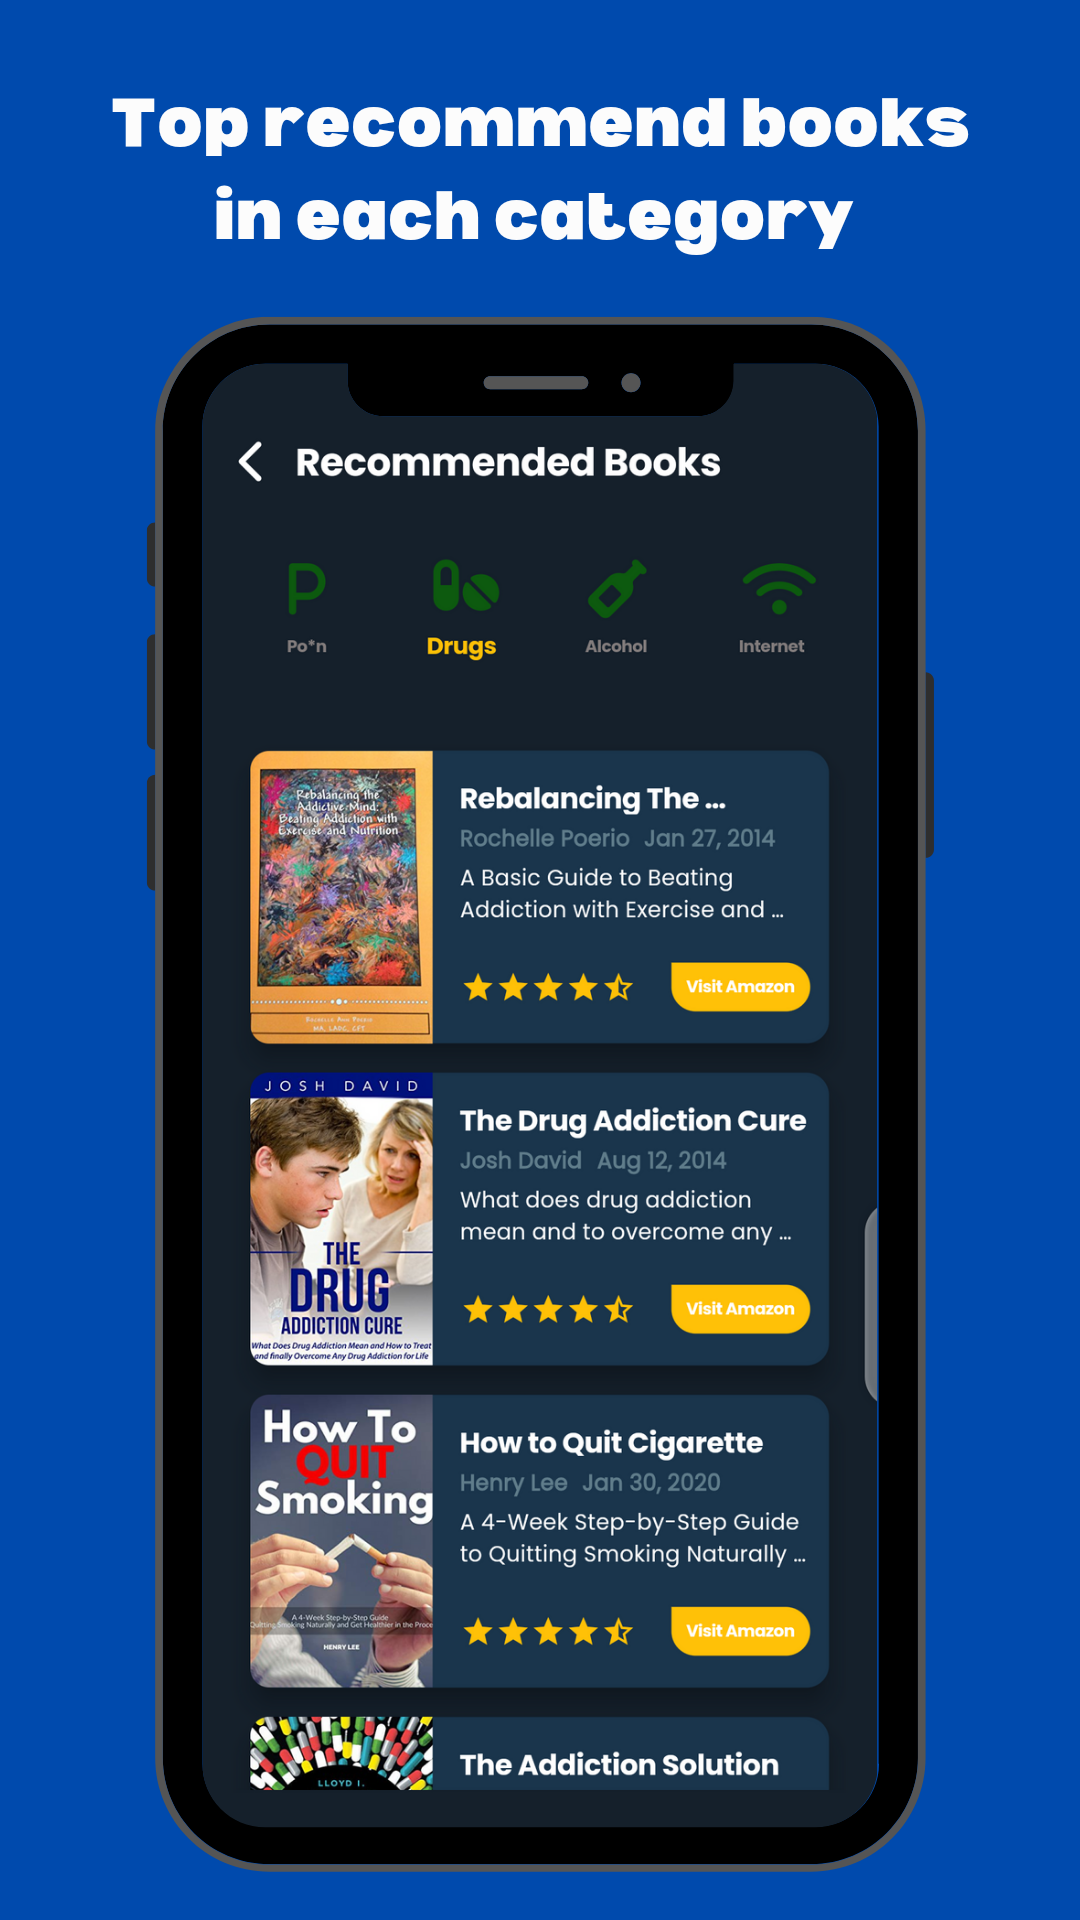 Top recommend books
in each category
Recommended Books
Po*n
Drugs
Alcohol
Internet
Rebalancing the
Addictive Mind:
Beating Addiction with
Exercise and Nutrition
Rochelle Ann Poerio
MA, LADC, CFT
Rebalancing The ...
Rochelle Poerio Jan 27, 2014
A Basic Guide to Beating
Addiction with Exercise and ...
Visit Amazon
JOSH DAVID
THE
DRUG
ADDICTION CURE
What Does Drug Addiction Mean and How to Treat
and finally Overcome Any Drug Addiction for Life
The Drug Addiction Cure
Josh David Aug 12, 2014
What does drug addiction
mean and to overcome any ...
Visit Amazon
How To
QUIT
Smoking
A 4-Week Step-by-Step Guide
Quitting Smoking Naturally and Get Healthier in the Proce
HENRY LEE
How to Quit Cigarette
Henry Lee Jan 30, 2020
A 4-Week Step-by-Step Guide
to Quitting Smoking Naturally ...
Visit Amazon
LLOYD I.
The Addiction Solution